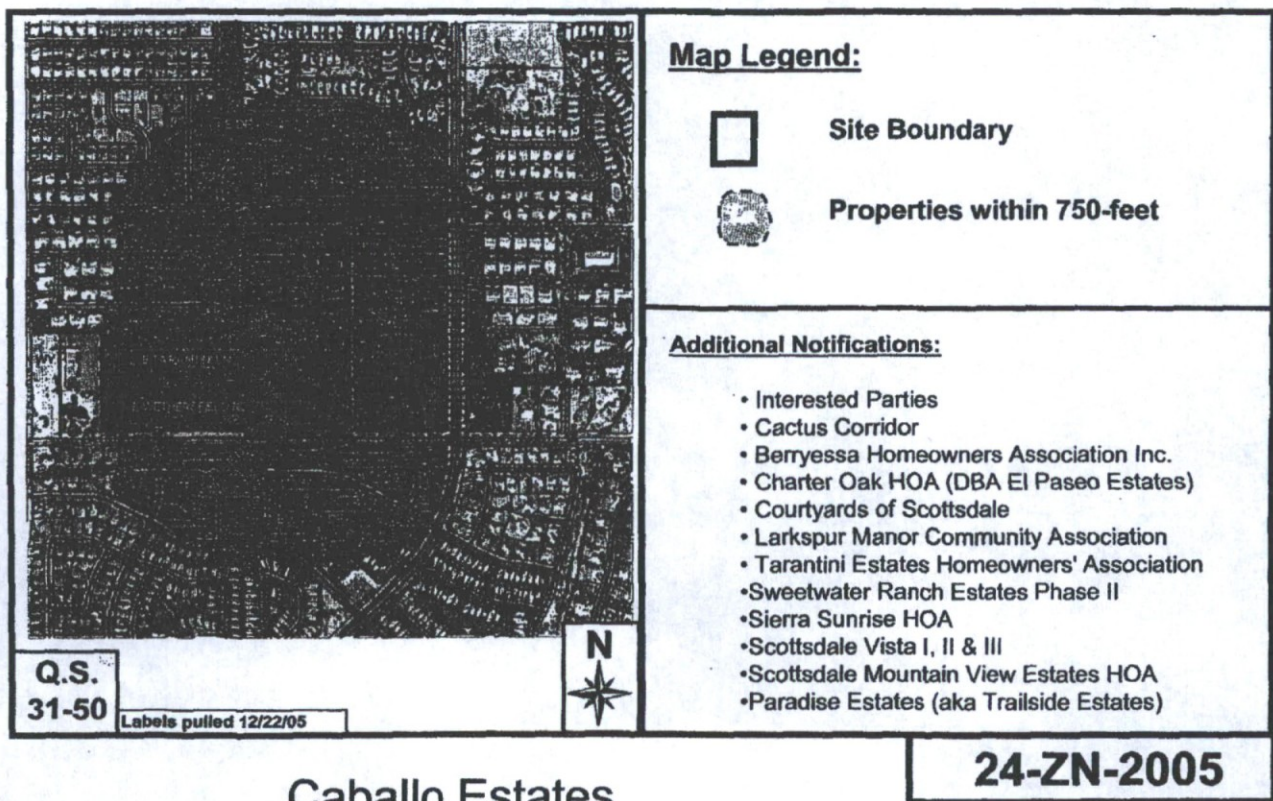 Map Legend:
Site Boundary
Properties within 750-feet
Additional Notifications:
• Interested Parties
• Cactus Corridor
• Berryessa Homeowners Association Inc.
• Charter Oak HOA (DBA El Paseo Estates)
• Courtyards of Scottsdale
• Larkspur Manor Community Association
• Tarantini Estates Homeowners' Association
•Sweetwater Ranch Estates Phase II
•Sierra Sunrise HOA
•Scottsdale Vista I, II & III
•Scottsdale Mountain View Estates HOA
•Paradise Estates (aka Trailside Estates)
Q.S.
31-50
Labels pulled 12/22/05
N
Caballo Estates
24-ZN-2005